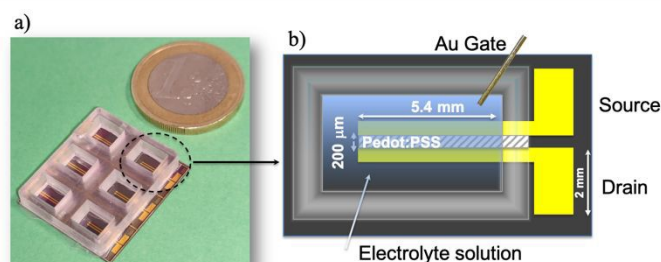 a)
b)
Au Gate
5.4 mm
Source
200 µm
Pedot:PSS
2 mm
Drain
Electrolyte solution